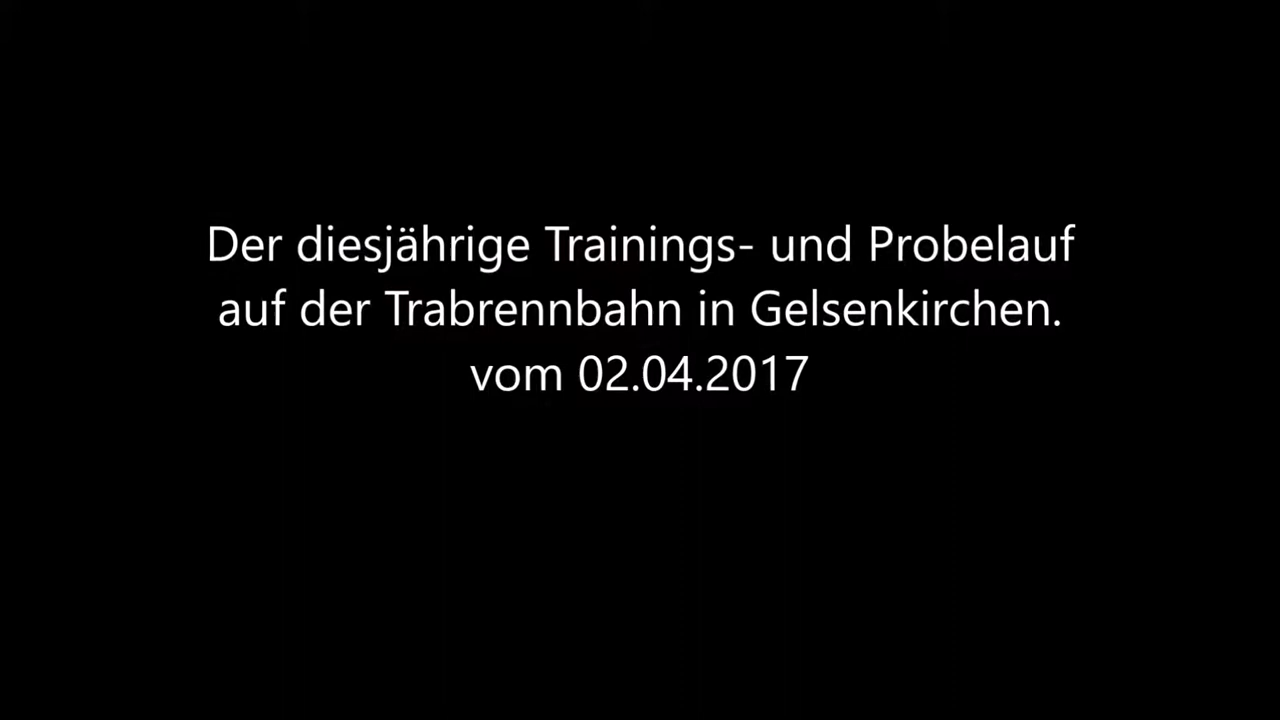 Der diesjährige Trainings- und Probelauf
auf der Trabrennbahn in Gelsenkirchen.
vom 02.04.2017